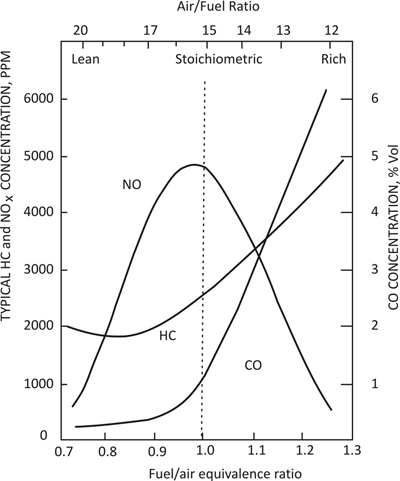 Air/Fuel Ratio
20 17 15 14 13 12
Lean Stoichiometric Rich
TYPICAL HC and NOX CONCENTRATION, PPM
6000
5000
4000
3000
2000
1000
0
NO
HC
CO
6
5
4
3
2
1
CO CONCENTRATION, % Vol
0.7 0.8 0.9 1.0 1.1 1.2 1.3
Fuel/air equivalence ratio